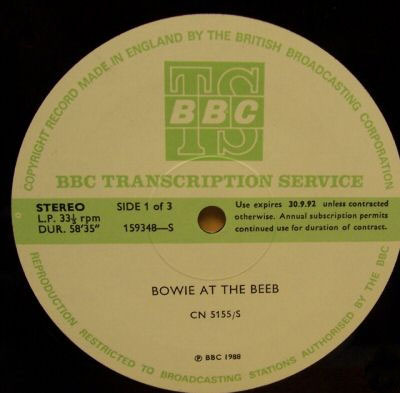 COPYRIGHT RECORD MADE IN ENGLAND BY THE BRITISH BROADCASTING CORPORATION
TS
BBC
BBC TRANSCRIPTION SERVICE
STEREO
L.P. 33⅓ rpm
DUR. 58'35"
SIDE 1 of 3
159348—S
Use expires 30.9.92 unless contracted
otherwise. Annual subscription permits
continued use for duration of contract.
BOWIE AT THE BEEB
CN 5155/S
℗ BBC 1988
REPRODUCTION RESTRICTED TO BROADCASTING STATIONS AUTHORISED BY THE BBC